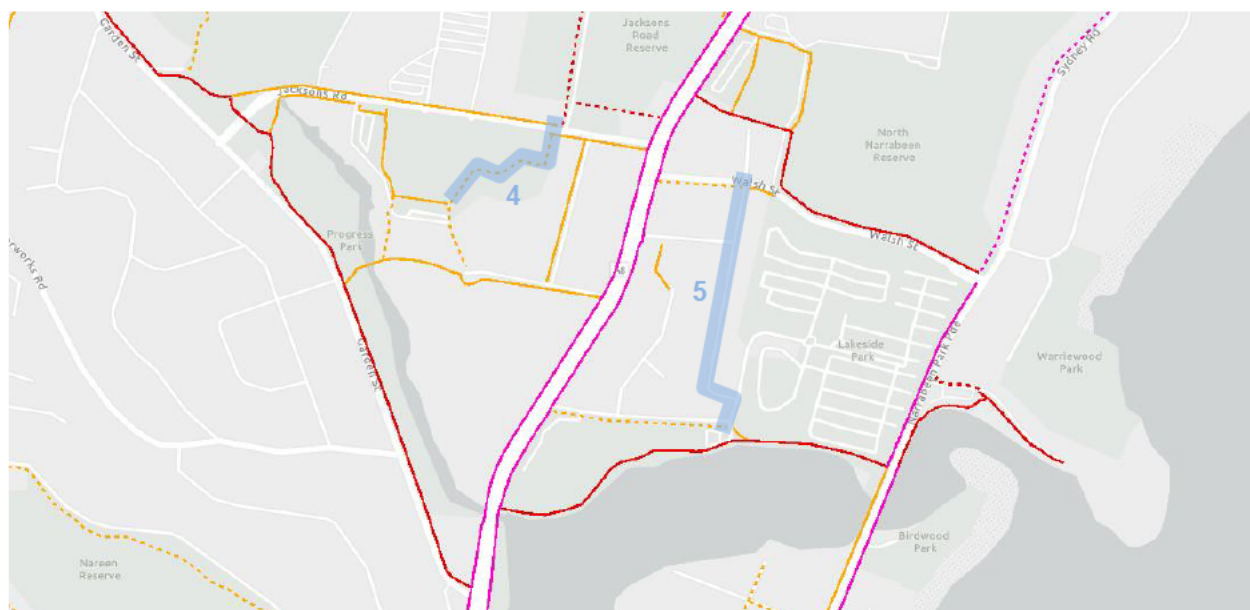 Garden St
Jacksons
Road
Reserve
Sydney Rd
Jacksons Rd
North
Narrabeen
Reserve
4
Walsh St
Progress
Park
Walsh St
A8
5
Lakeside
Park
Garden St
Narrabeen Park Pde
Warriewood
Park
Birdwood
Park
Nareen
Reserve